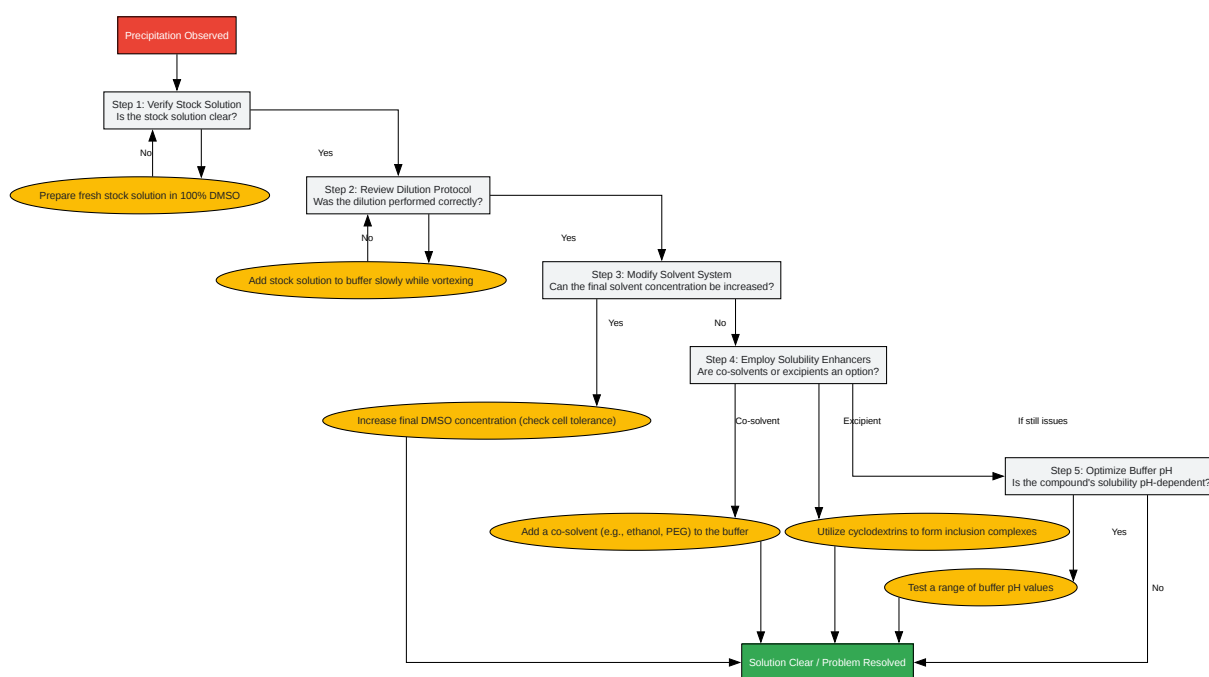 Precipitation Observed
Step 1: Verify Stock Solution
Is the stock solution clear?
No
Yes
Prepare fresh stock solution in 100% DMSO
Step 2: Review Dilution Protocol
Was the dilution performed correctly?
No
Yes
Add stock solution to buffer slowly while vortexing
Step 3: Modify Solvent System
Can the final solvent concentration be increased?
Yes
No
Step 4: Employ Solubility Enhancers
Are co-solvents or excipients an option?
Increase final DMSO concentration (check cell tolerance)
Co-solvent
Excipient
If still issues
Step 5: Optimize Buffer pH
Is the compound's solubility pH-dependent?
Add a co-solvent (e.g., ethanol, PEG) to the buffer
Utilize cyclodextrins to form inclusion complexes
Yes
Test a range of buffer pH values
No
Solution Clear / Problem Resolved